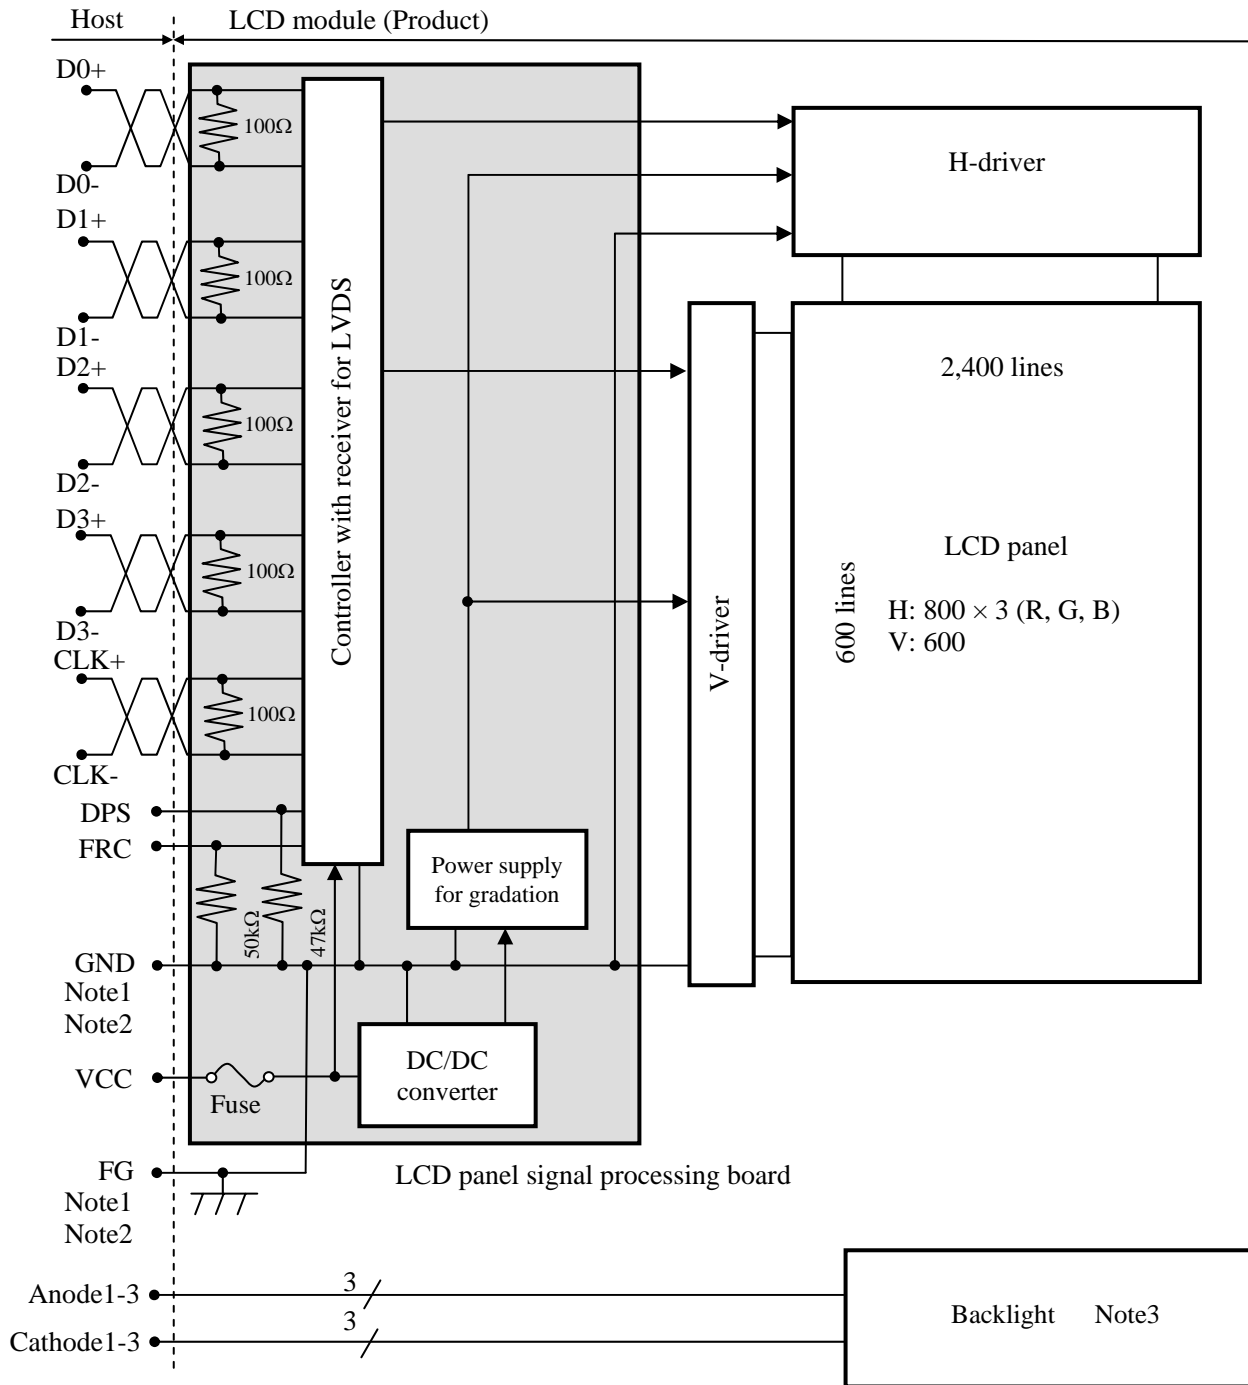 Host
LCD module (Product)
D0+
100Ω
D0-
D1+
100Ω
D1-
D2+
100Ω
D2-
D3+
100Ω
D3-
CLK+
100Ω
CLK-
DPS
FRC
50kΩ
47kΩ
GND
Note1
Note2
VCC
Fuse
FG
Note1
Note2
Controller with receiver for LVDS
Power supply
for gradation
DC/DC
converter
LCD panel signal processing board
H-driver
V-driver
2,400 lines
600 lines
LCD panel
H: 800 × 3 (R, G, B)
V: 600
Anode1-3
3
Cathode1-3
3
Backlight Note3